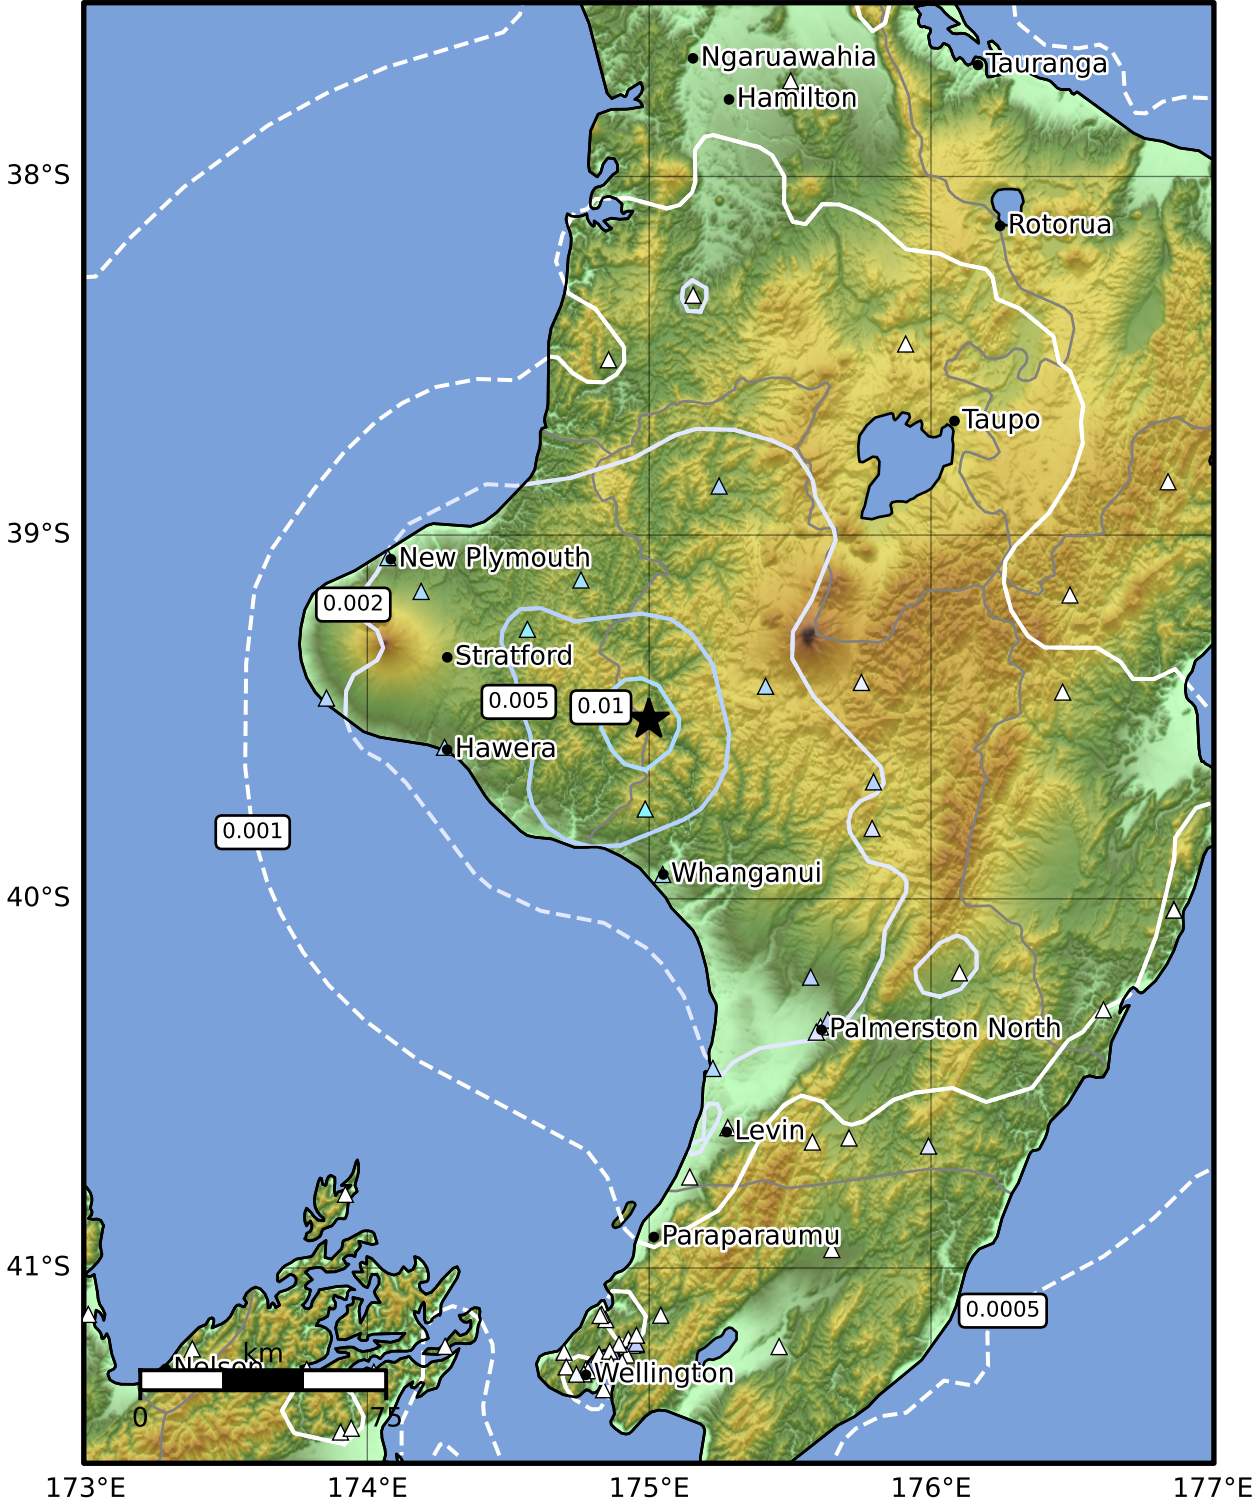 Ngaruawahia
Tauranga
Hamilton
38°S
Rotorua
Taupo
39°S
New Plymouth
0.002
Stratford
0.005
0.01
Hawera
0.001
Whanganui
40°S
Palmerston North
Levin
Paraparaumu
41°S
0.0005
km
Nelson
Wellington
0
75
173°E
174°E
175°E
176°E
177°E